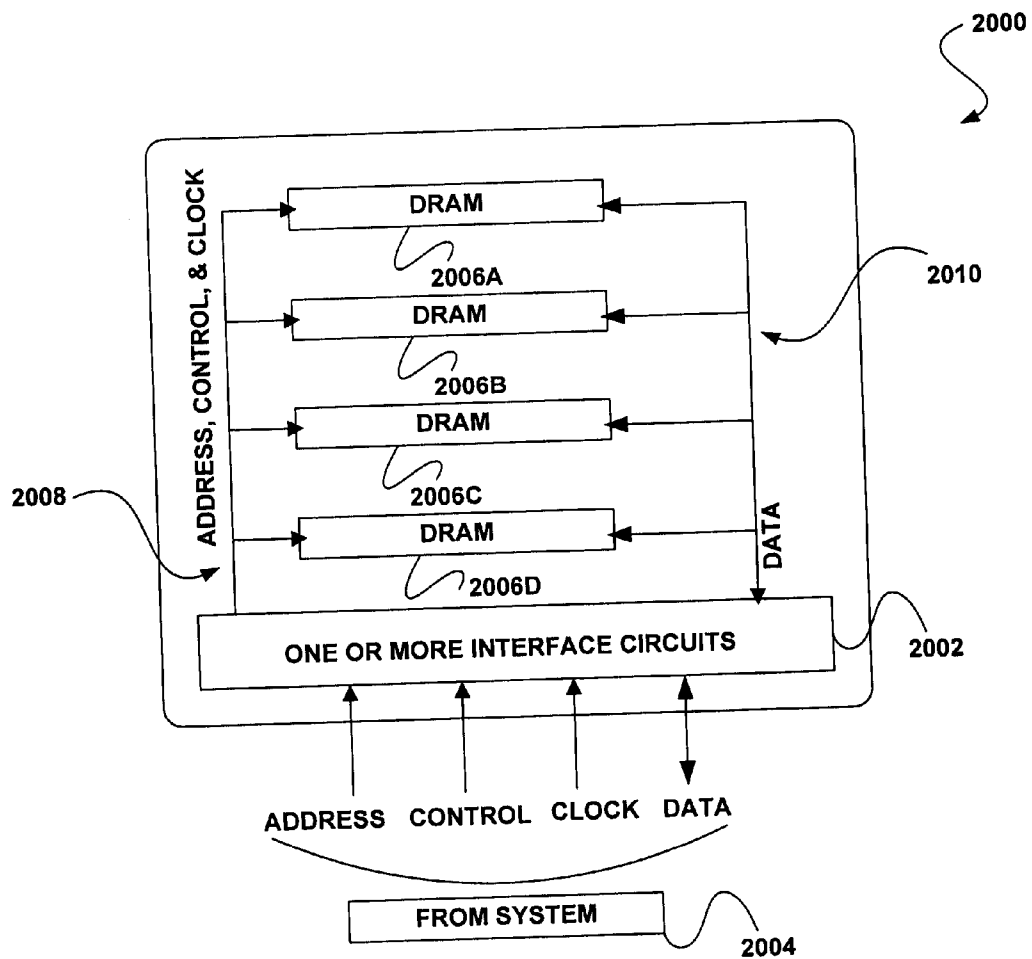 2000
ADDRESS, CONTROL, & CLOCK
DRAM
2006A
2010
DRAM
2006B
DRAM
2006C
2008
DRAM
2006D
DATA
ONE OR MORE INTERFACE CIRCUITS
2002
ADDRESS CONTROL CLOCK DATA
FROM SYSTEM
2004